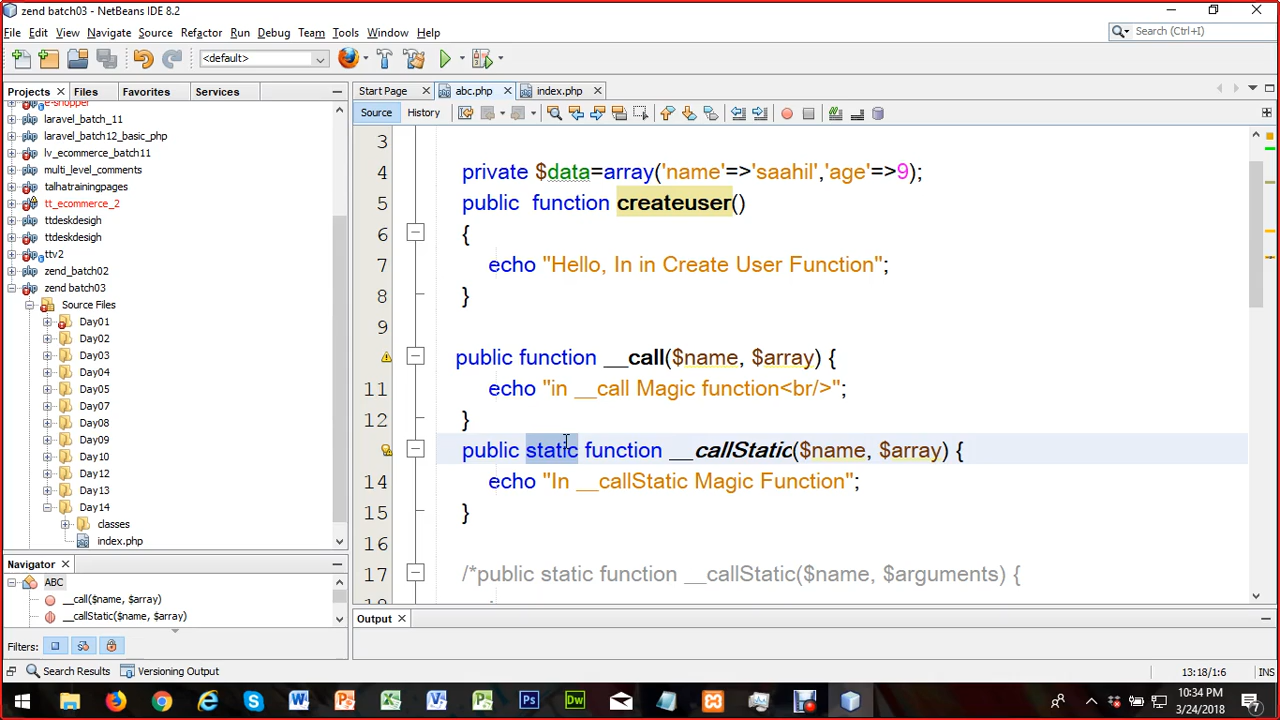 zend batch03 - NetBeans IDE 8.2
File Edit View Navigate Source Refactor Run Debug Team Tools Window Help
Search (Ctrl+I)
<default>
Projects Files Favorites Services
Start Page abc.php index.php
Source History
e-shopper
laravel_batch_11
laravel_batch12_basic_php
lv_ecommerce_batch11
multi_level_comments
talhatrainingpages
tt_ecommerce_2
ttdeskdesigh
ttdeskdesigh
ttv2
zend_batch02
zend batch03
Source Files
Day01
Day02
Day03
Day04
Day05
Day07
Day08
Day09
Day10
Day12
Day13
Day14
classes
index.php
3
4 private $data=array('name'=>'saahil','age'=>9);
5 public function createuser()
6 {
7 echo "Hello, In in Create User Function";
8 }
9
public function __call($name, $array) {
11 echo "in __call Magic function<br/>";
12 }
public static function __callStatic($name, $array) {
14 echo "In __callStatic Magic Function";
15 }
16
17 /*public static function __callStatic($name, $arguments) {
Navigator
ABC
__call($name, $array)
__callStatic($name, $array)
Filters:
Output
Search Results Versioning Output
13:18/1:6 INS
10:34 PM
3/24/2018
7